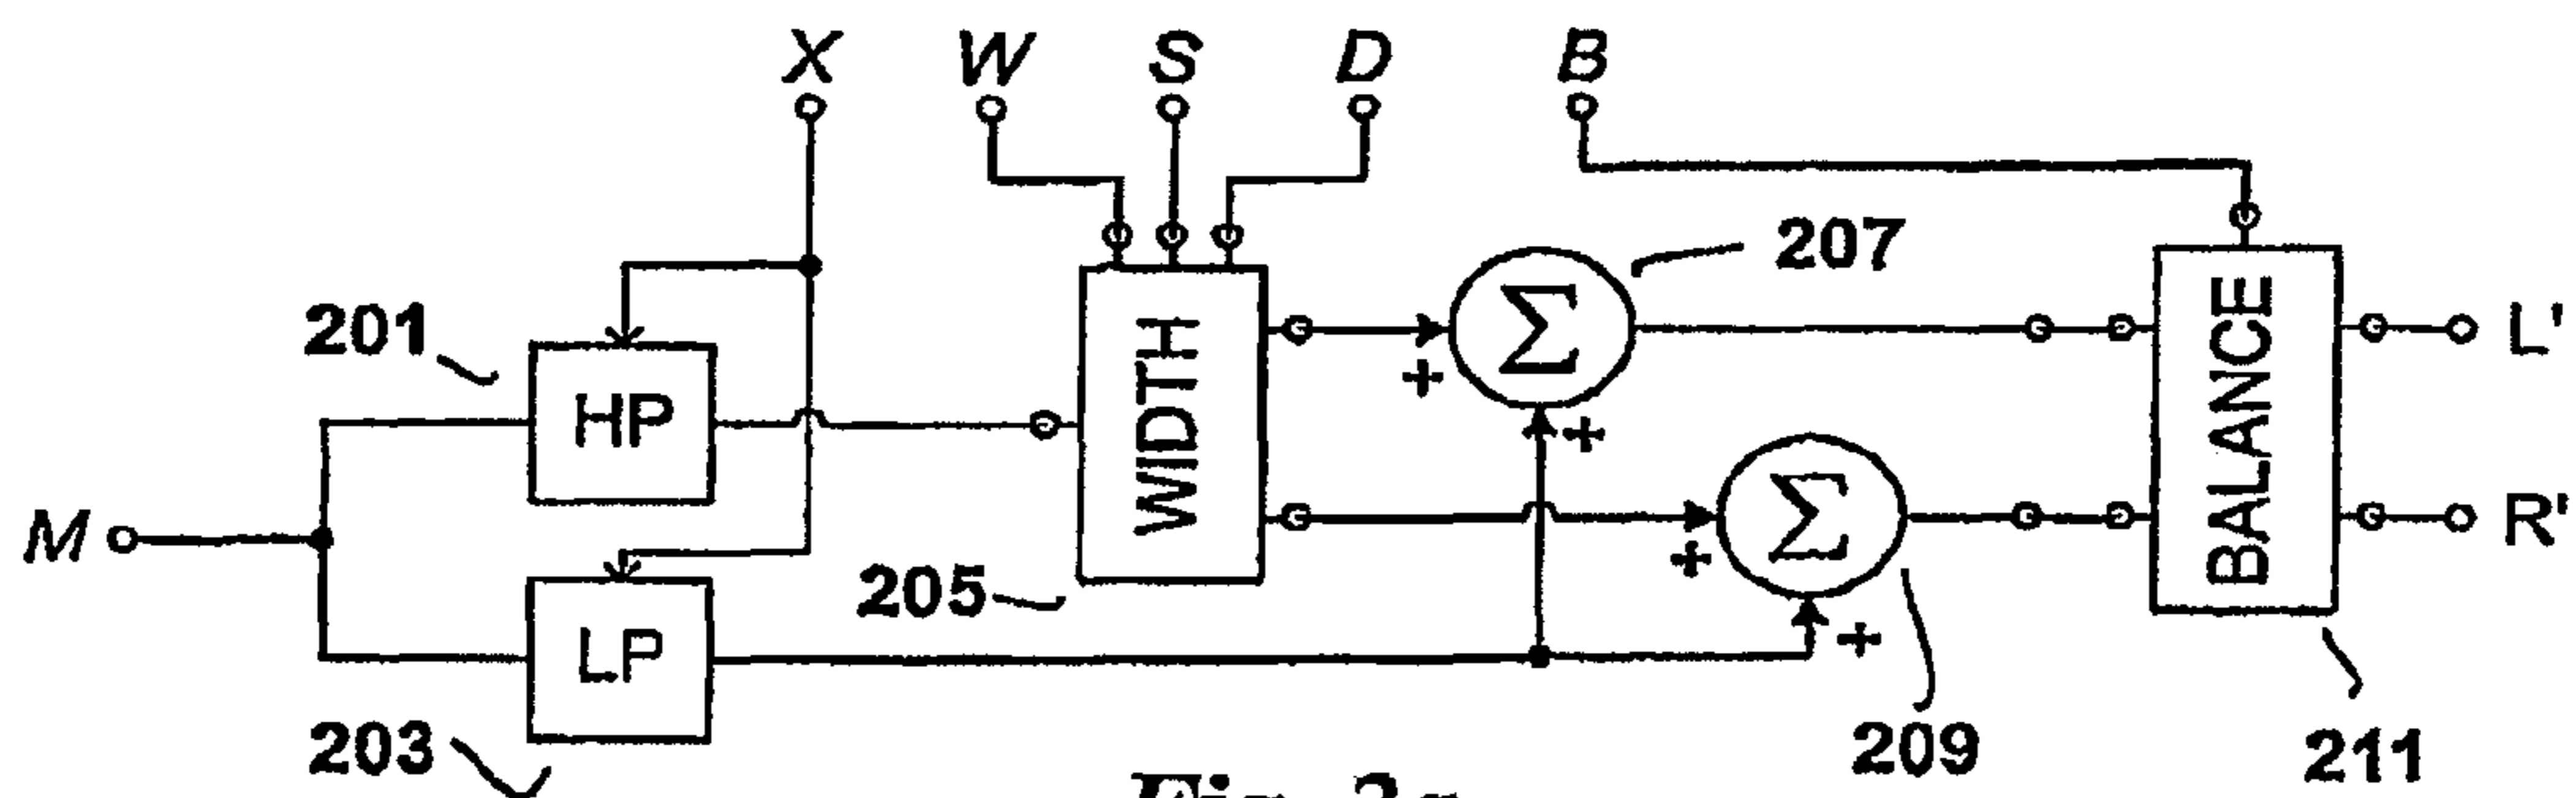 X W S D B
207
201
HP
WIDTH
Σ
BALANCE
L'
M
Σ
R'
205
LP
+
+
+
+
203
209
211